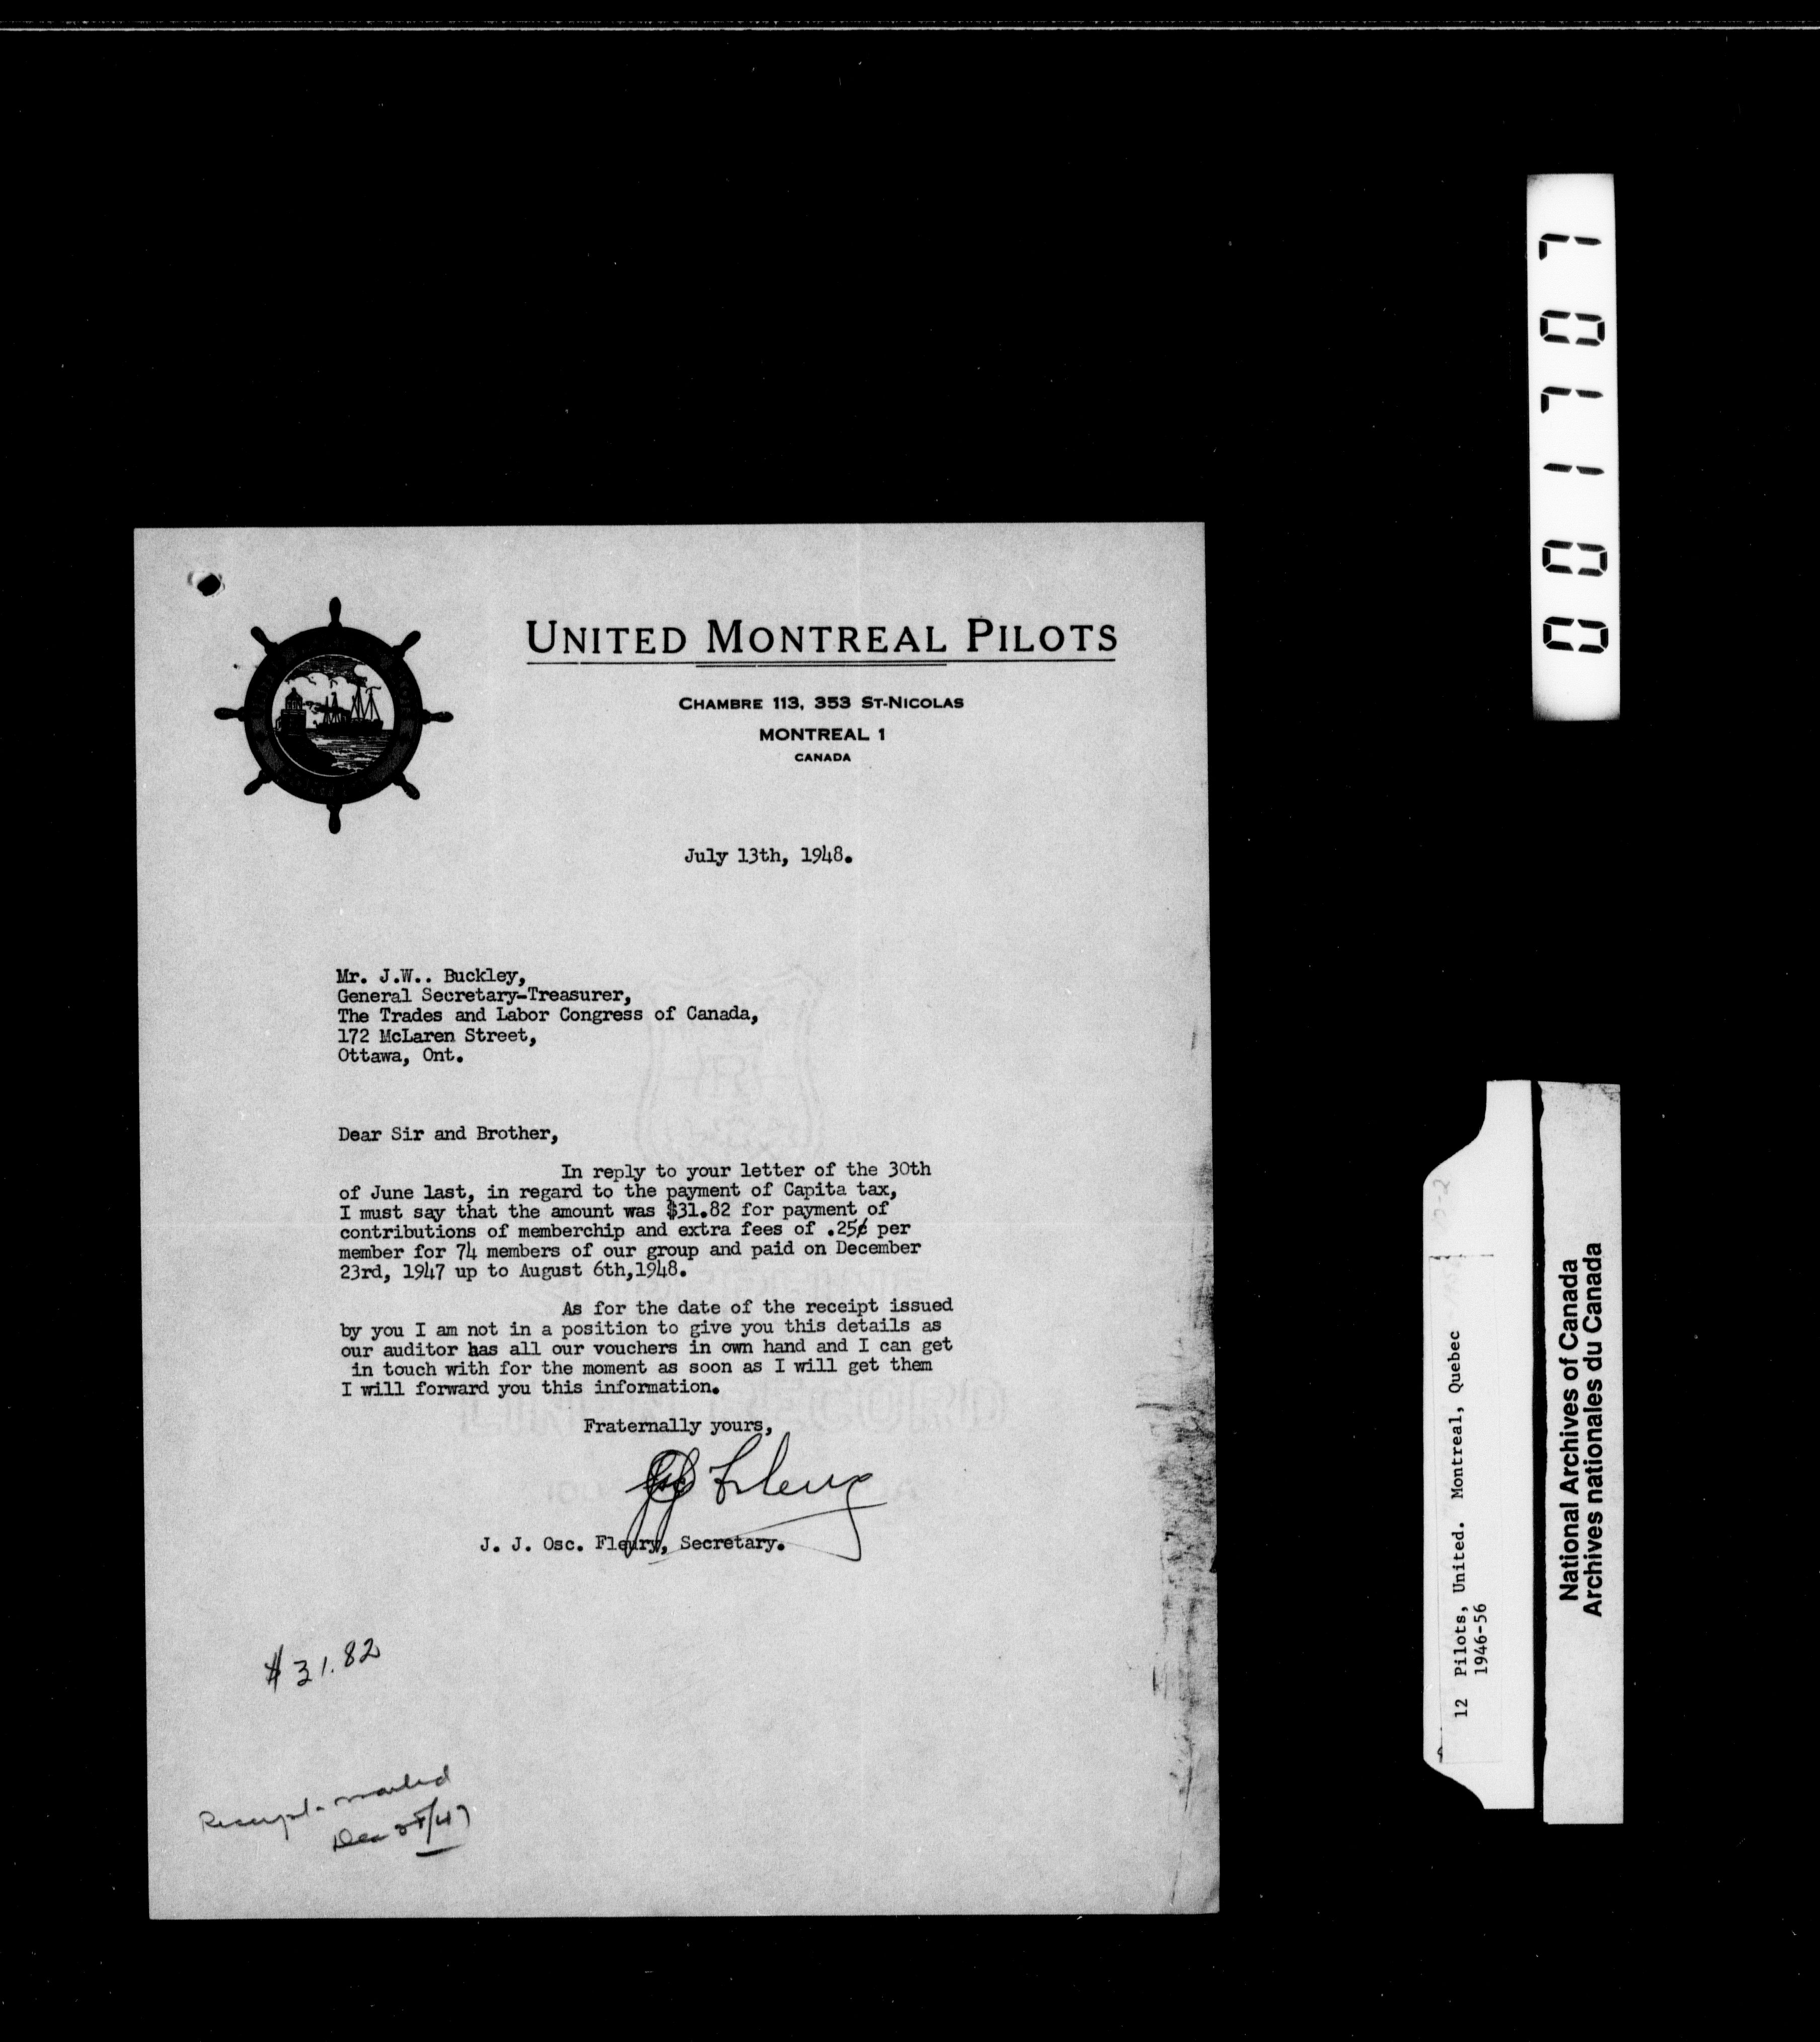 UNITED MONTREAL PILOTS
CHAMBRE 113, 353 ST-NICOLAS
MONTREAL 1
CANADA
July 13th, 1948.
Mr. J.W.. Buckley,
General Secretary-Treasurer,
The Trades and Labor Congress of Canada,
172 McLaren Street,
Ottawa, Ont.
Dear Sir and Brother,
In reply to your letter of the 30th
of June last, in regard to the payment of Capita tax,
I must say that the amount was $31.82 for payment of
contributions of memberchip and extra fees of .25¢ per
member for 74 members of our group and paid on December
23rd, 1947 up to August 6th,1948.
As for the date of the receipt issued
by you I am not in a position to give you this details as
our auditor has all our vouchers in own hand and I can get
in touch with for the moment as soon as I will get them
I will forward you this information.
Fraternally yours,
J. J. Osc. Fleury, Secretary.
$31.82
Receipt mailed
Dec /47
001707
12 Pilots, United. Montreal, Quebec
1946-56
National Archives of Canada
Archives nationales du Canada